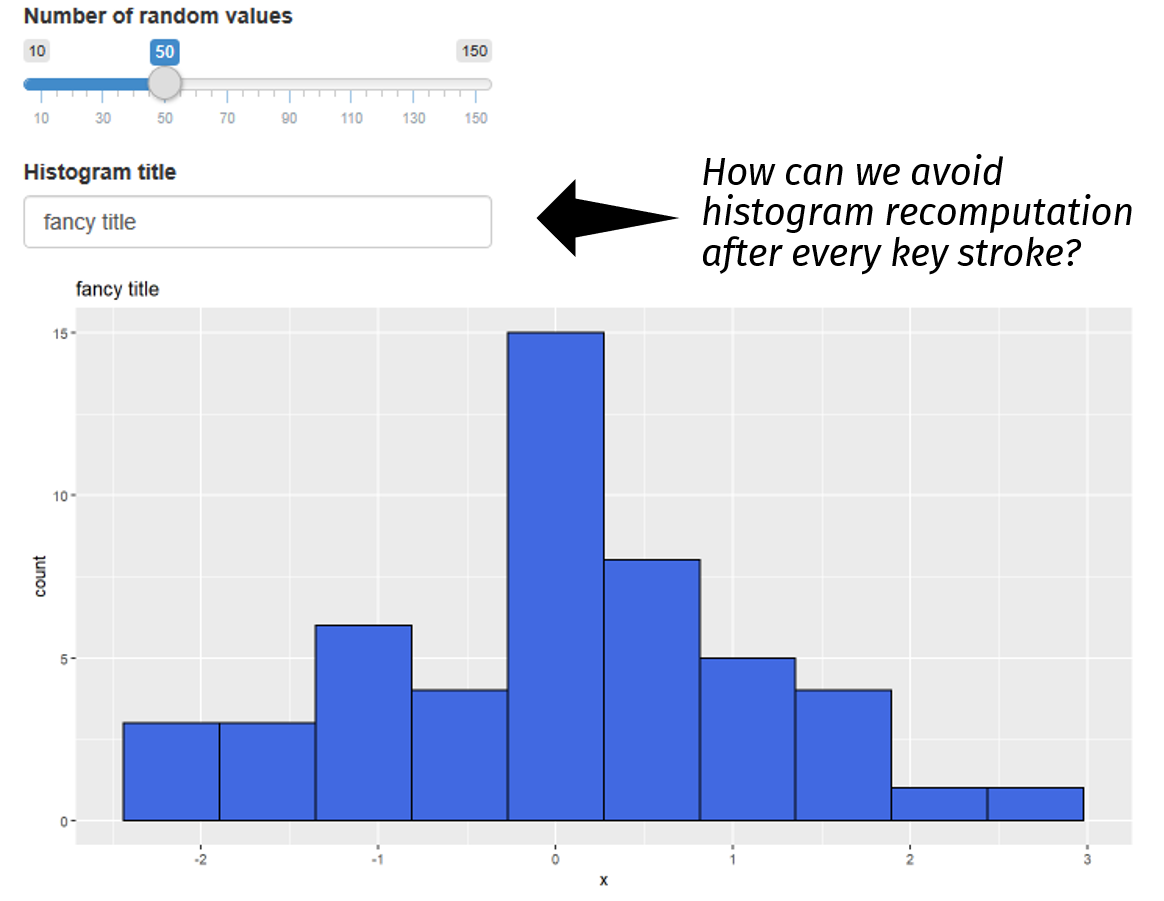 Number of random values
10 50 150
10 30 50 70 90 110 130 150
Histogram title
fancy title
How can we avoid
histogram recomputation
after every key stroke?
fancy title
15
10
5
0
count
-2 -1 0 1 2 3
x